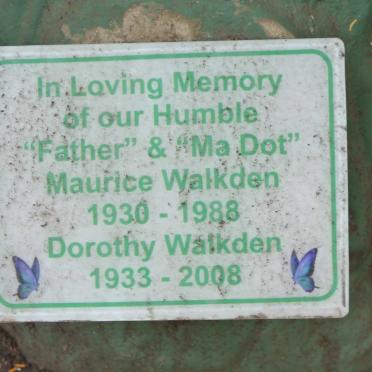 In Loving Memory
of our Humble
"Father" & "Ma Dot"
Maurice Walkden
1930 - 1988
Dorothy Walkden
1933 - 2008